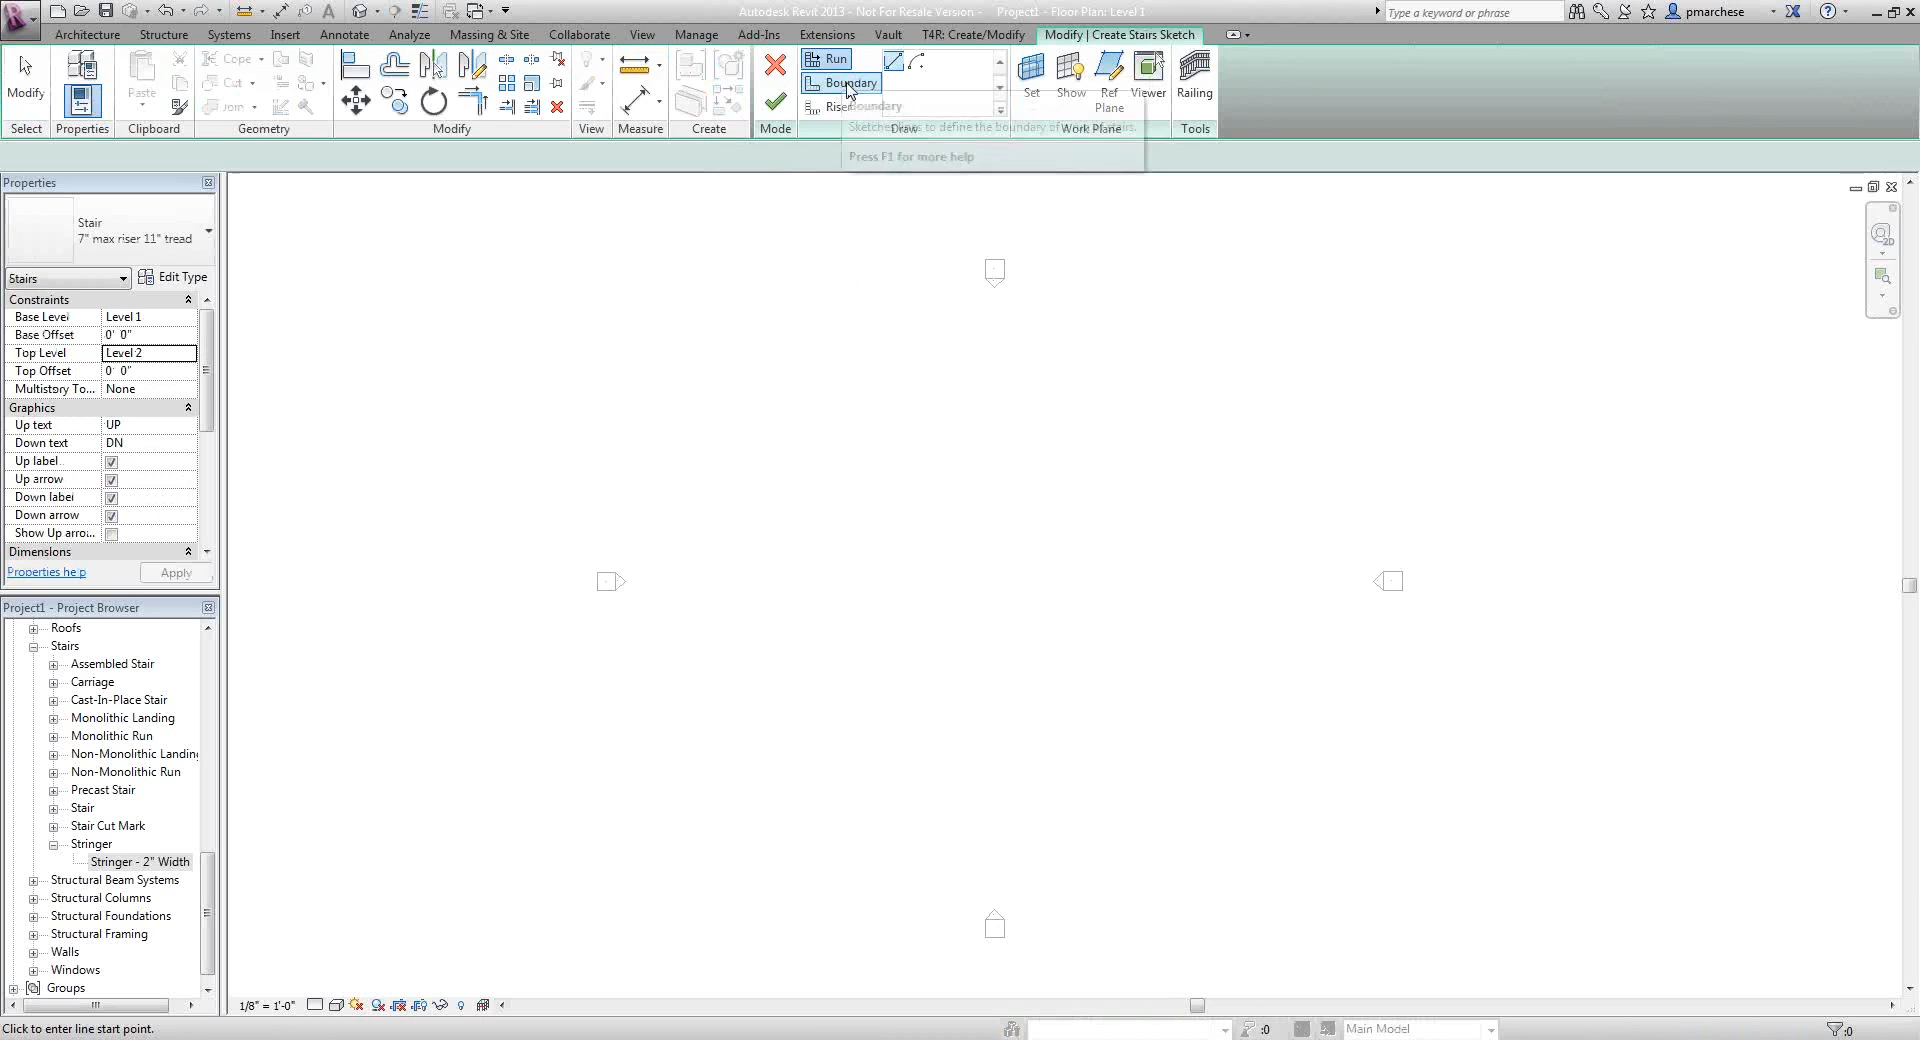 Autodesk Revit 2013 - Not For Resale Version - Project1 - Floor Plan: Level 1
Type a keyword or phrase
pmarchese
Architecture Structure Systems Insert Annotate Analyze Massing & Site Collaborate View Manage Add-Ins Extensions Vault T4R: Create/Modify Modify | Create Stairs Sketch
Modify
Paste
Cope
Cut
Join
Run
Boundary
Riser
Set
Show
Ref Plane
Viewer
Railing
Select Properties Clipboard Geometry Modify View Measure Create Mode Draw Work Plane Tools
Boundary
Press F1 for more help
Properties
Stair
7" max riser 11" tread
Stairs
Edit Type
Constraints
Base Level Level 1
Base Offset 0' 0"
Top Level Level 2
Top Offset 0' 0"
Multistory To... None
Graphics
Up text UP
Down text DN
Up label
Up arrow
Down label
Down arrow
Show Up arro...
Dimensions
Properties help
Apply
Project1 - Project Browser
Roofs
Stairs
Assembled Stair
Carriage
Cast-In-Place Stair
Monolithic Landing
Monolithic Run
Non-Monolithic Landing
Non-Monolithic Run
Precast Stair
Stair
Stair Cut Mark
Stringer
Stringer - 2" Width
Structural Beam Systems
Structural Columns
Structural Foundations
Structural Framing
Walls
Windows
Groups
2D
1/8" = 1'-0"
Click to enter line start point.
:0
Main Model
:0